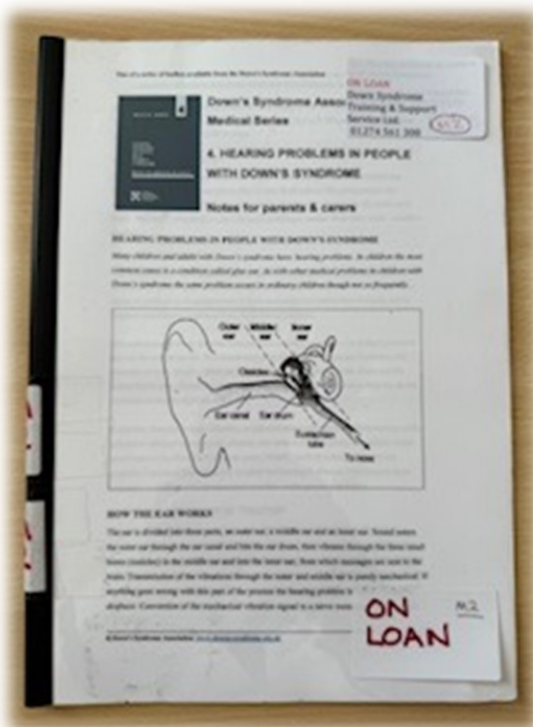 One of a series of leaflets available from the Down's Syndrome Association
ON LOAN
Down Syndrome
Training & Support
Service Ltd.
01274 561 308
M2
4
Down's Syndrome Asso
Medical Series
4. HEARING PROBLEMS IN PEOPLE
WITH DOWN'S SYNDROME
Notes for parents & carers
HEARING PROBLEMS IN PEOPLE WITH DOWN'S SYNDROME
Many children and adults with Down's syndrome have hearing problems. In children the most
common cause is a condition called glue ear. As with other medical problems in children with
Down's syndrome the same problem occurs in ordinary children though not so frequently.
Outer ear
Middle ear
Inner ear
Ossicles
Ear canal
Ear drum
Eustachian tube
To nose
HOW THE EAR WORKS
The ear is divided into three parts, an outer ear, a middle ear and an inner ear. Sound enters
the outer ear through the ear canal and hits the ear drum, then vibrates through the three small
bones (ossicles) in the middle ear and into the inner ear, from which messages are sent to the
brain. Transmission of the vibrations through the outer and middle ear is purely mechanical. If
anything goes wrong with this part of the process the hearing problem is
deafness. Conversion of the mechanical vibration signal to a nerve
ON
LOAN
M2